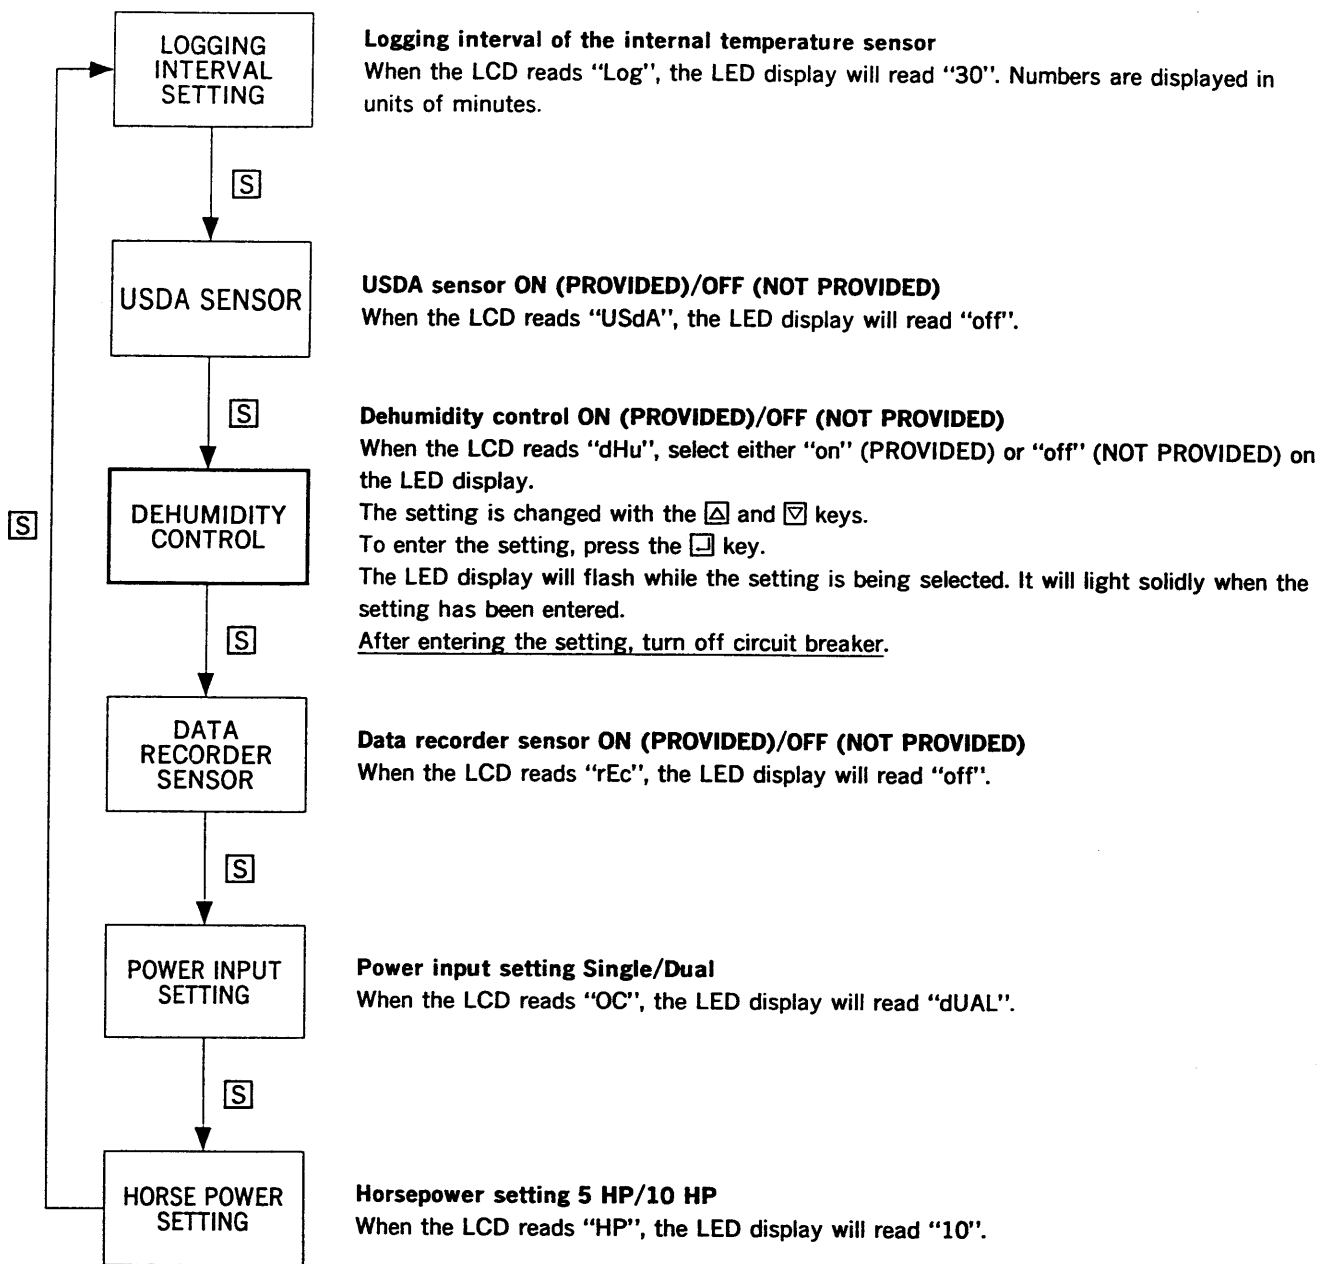 LOGGING
INTERVAL
SETTING
Logging interval of the internal temperature sensor
When the LCD reads “Log”, the LED display will read “30”. Numbers are displayed in
units of minutes.
S
USDA SENSOR
USDA sensor ON (PROVIDED)/OFF (NOT PROVIDED)
When the LCD reads “USdA”, the LED display will read “off”.
S
DEHUMIDITY
CONTROL
Dehumidity control ON (PROVIDED)/OFF (NOT PROVIDED)
When the LCD reads “dHu”, select either “on” (PROVIDED) or “off” (NOT PROVIDED) on
the LED display.
The setting is changed with the △ and ▽ keys.
To enter the setting, press the ↵ key.
The LED display will flash while the setting is being selected. It will light solidly when the
setting has been entered.
After entering the setting, turn off circuit breaker.
S
S
DATA
RECORDER
SENSOR
Data recorder sensor ON (PROVIDED)/OFF (NOT PROVIDED)
When the LCD reads “rEc”, the LED display will read “off”.
S
POWER INPUT
SETTING
Power input setting Single/Dual
When the LCD reads “OC”, the LED display will read “dUAL”.
S
HORSE POWER
SETTING
Horsepower setting 5 HP/10 HP
When the LCD reads “HP”, the LED display will read “10”.